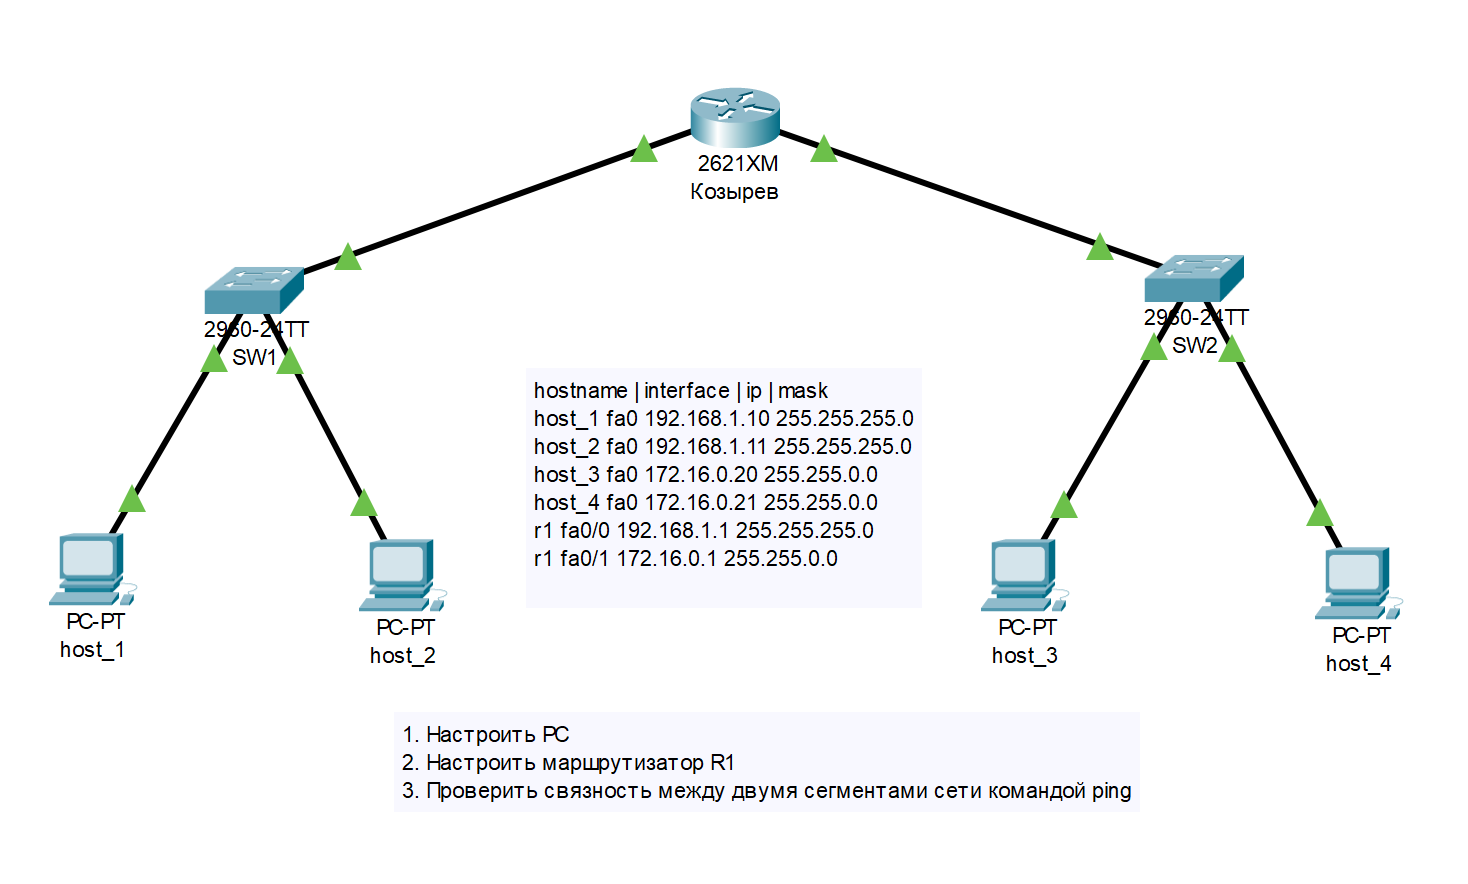 2621XM
Козырев
2960-24TT
SW1
2960-24TT
SW2
hostname | interface | ip | mask
host_1 fa0 192.168.1.10 255.255.255.0
host_2 fa0 192.168.1.11 255.255.255.0
host_3 fa0 172.16.0.20 255.255.0.0
host_4 fa0 172.16.0.21 255.255.0.0
r1 fa0/0 192.168.1.1 255.255.255.0
r1 fa0/1 172.16.0.1 255.255.0.0
PC-PT
host_1
PC-PT
host_2
PC-PT
host_3
PC-PT
host_4
1. Настроить PC
2. Настроить маршрутизатор R1
3. Проверить связность между двумя сегментами сети командой ping